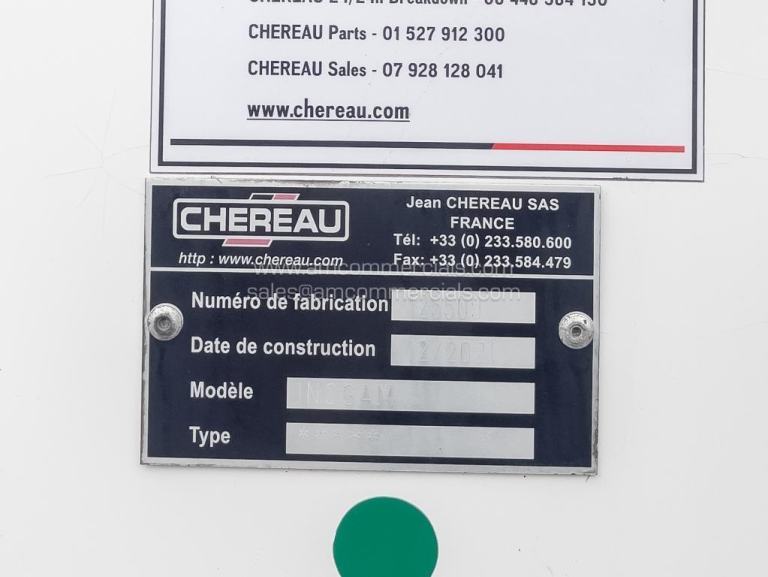 CHEREAU Parts - 01 527 912 300
CHEREAU Sales - 07 928 128 041
www.chereau.com
CHEREAU
http : www.chereau.com
Jean CHEREAU SAS
FRANCE
Tél: +33 (0) 233.580.600
Fax: +33 (0) 233.584.479
www.amcommercials.com
sales@amcommercials.com
Numéro de fabrication
Date de construction
Modèle
Type